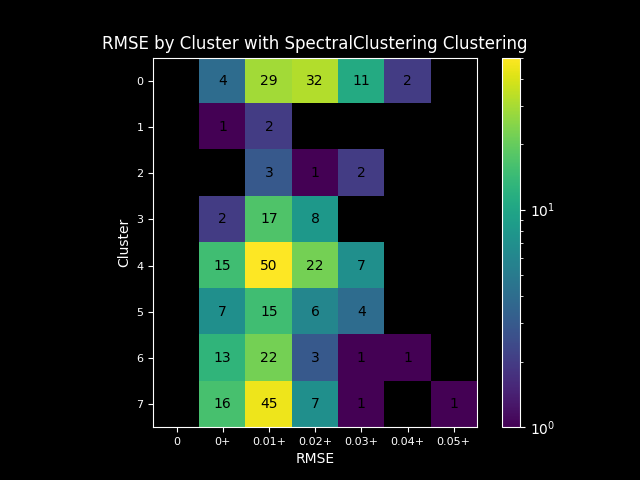 RMSE by Cluster with SpectralClustering Clustering
0 4 29 32 11 2
1 1 2
2 3 1 2
3 2 17 8
4 15 50 22 7
5 7 15 6 4
6 13 22 3 1 1
7 16 45 7 1 1
0 0+ 0.01+ 0.02+ 0.03+ 0.04+ 0.05+
RMSE
Cluster
10¹
10⁰